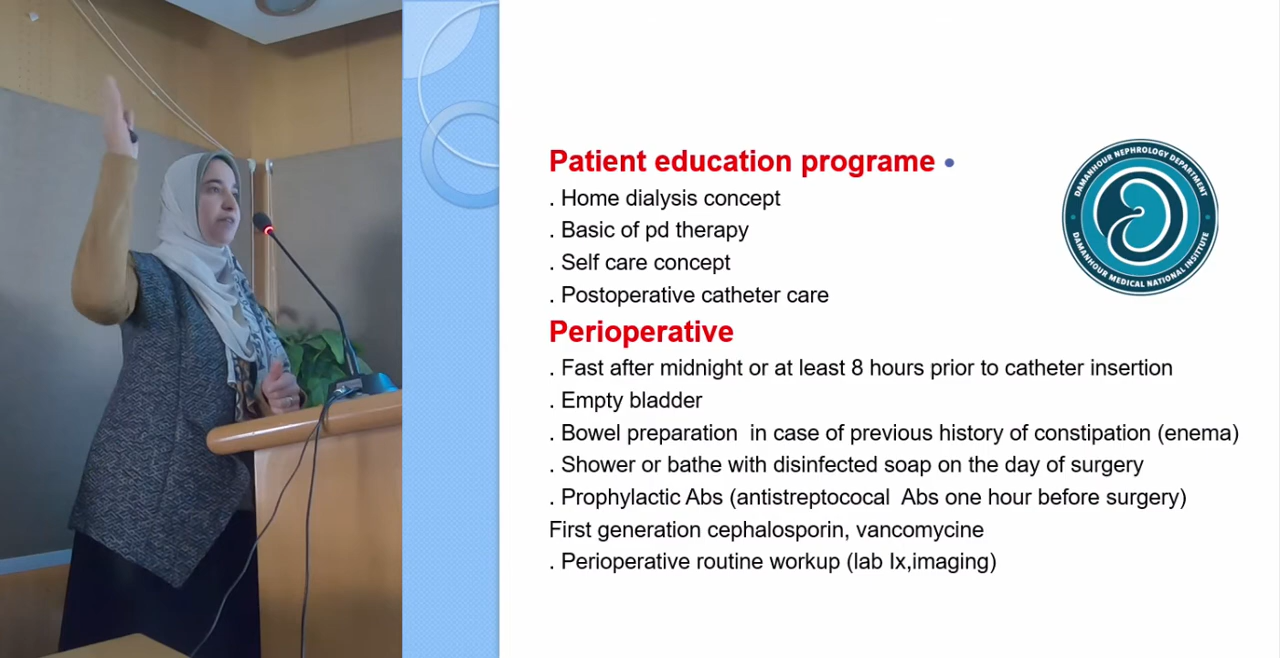 Patient education programe •
. Home dialysis concept
. Basic of pd therapy
. Self care concept
. Postoperative catheter care
Perioperative
. Fast after midnight or at least 8 hours prior to catheter insertion
. Empty bladder
. Bowel preparation  in case of previous history of constipation (enema)
. Shower or bathe with disinfected soap on the day of surgery
. Prophylactic Abs (antistreptococal  Abs one hour before surgery)
First generation cephalosporin, vancomycine
. Perioperative routine workup (lab Ix,imaging)
DAMANHOUR NEPHROLOGY DEPARTMENT
DAMANHOUR MEDICAL NATIONAL INSTITUTE